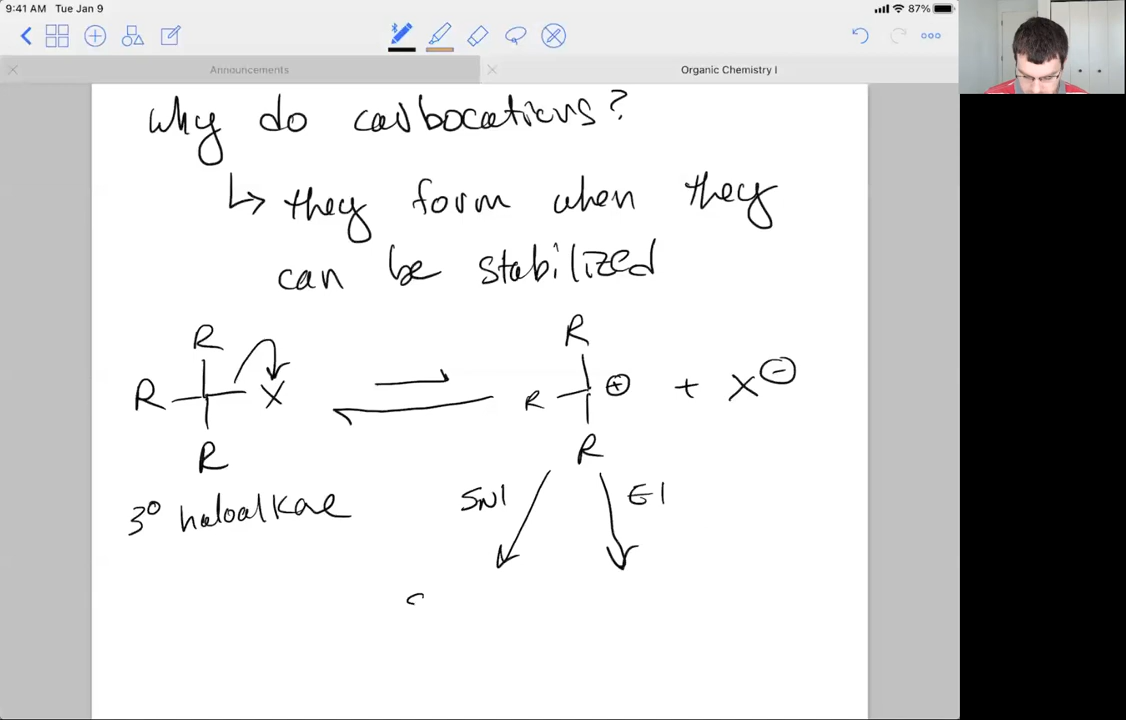 9:41 AM Tue Jan 9
87%
Announcements
Organic Chemistry I
Why do carbocations?
↳ they form when they
can be stabilized
R
R
R X
R
⊕ + X⊖
R
R
R
SN1 E1
3° haloalkane